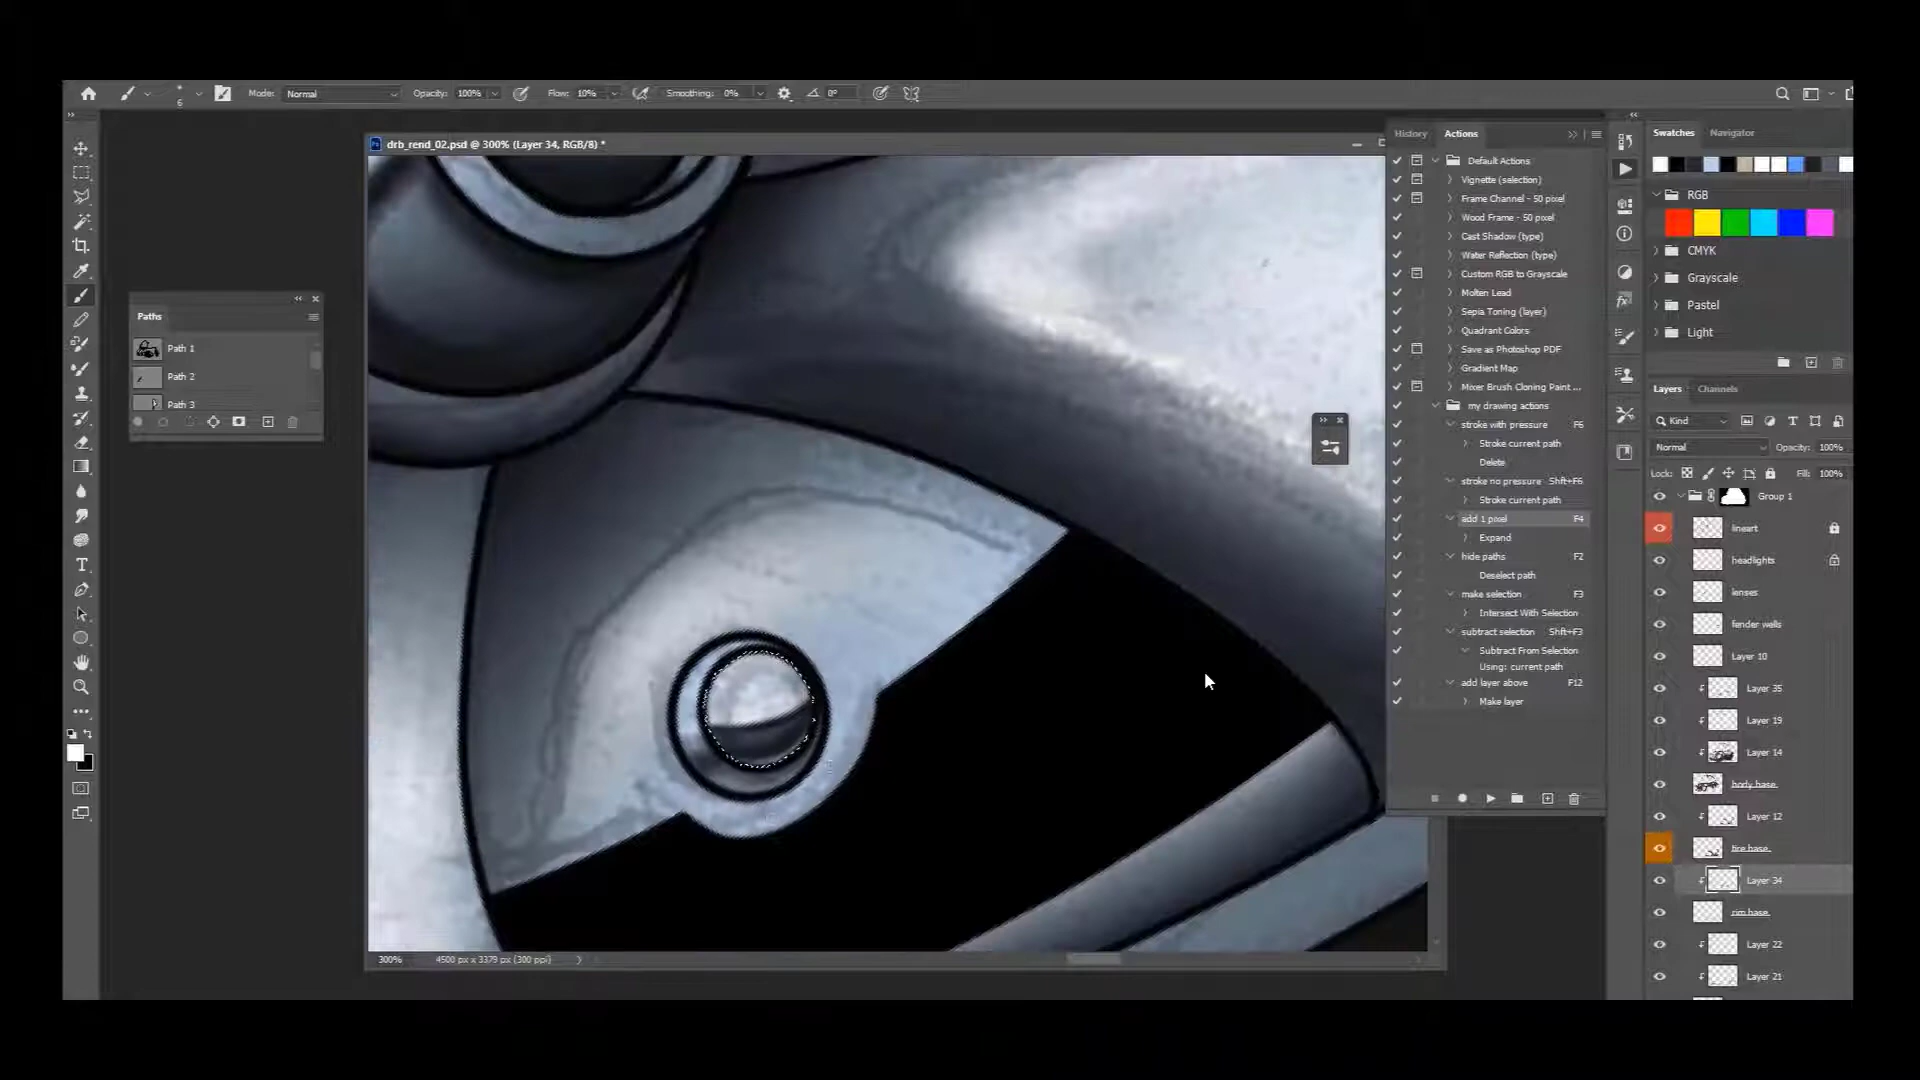 Mode: Normal Opacity: 100% Flow: 10% Smoothing: 0% 0°
6
drb_rend_02.psd @ 300% (Layer 34, RGB/8) *
Paths
Path 1
Path 2
Path 3
300% 4500 px x 3379 px (300 ppi)
History Actions
Default Actions
Vignette (selection)
Frame Channel - 50 pixel
Wood Frame - 50 pixel
Cast Shadow (type)
Water Reflection (type)
Custom RGB to Grayscale
Molten Lead
Sepia Toning (layer)
Quadrant Colors
Save as Photoshop PDF
Gradient Map
Mixer Brush Cloning Paint ...
my drawing actions
stroke with pressure F6
Stroke current path
Delete
stroke no pressure Shft+F6
Stroke current path
add 1 pixel F4
Expand
hide paths F2
Deselect path
make selection F3
Intersect With Selection
subtract selection Shft+F3
Subtract From Selection
Using: current path
add layer above F12
Make layer
Swatches Navigator
RGB
CMYK
Grayscale
Pastel
Light
Layers Channels
Kind
Normal Opacity: 100%
Lock: Fill: 100%
Group 1
lineart
headlights
lenses
fender wells
Layer 10
Layer 35
Layer 19
Layer 14
body base
Layer 12
tire base
Layer 34
rim base
Layer 22
Layer 21